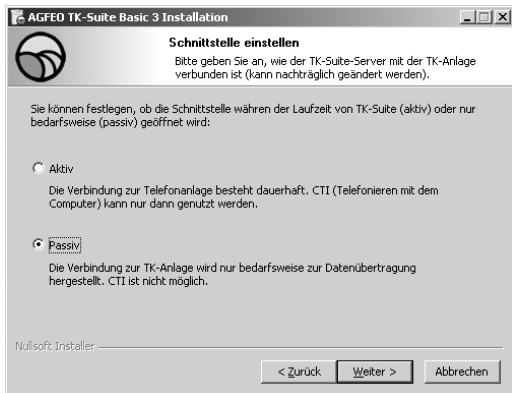 AGFEO TK-Suite Basic 3 Installation
Schnittstelle einstellen
Bitte geben Sie an, wie der TK-Suite-Server mit der TK-Anlage
verbunden ist (kann nachträglich geändert werden).
Sie können festlegen, ob die Schnittstelle währen der Laufzeit von TK-Suite (aktiv) oder nur
bedarfsweise (passiv) geöffnet wird:
Aktiv
Die Verbindung zur Telefonanlage besteht dauerhaft. CTI (Telefonieren mit dem
Computer) kann nur dann genutzt werden.
Passiv
Die Verbindung zur TK-Anlage wird nur bedarfsweise zur Datenübertragung
hergestellt. CTI ist nicht möglich.
Nullsoft Installer
< Zurück Weiter > Abbrechen